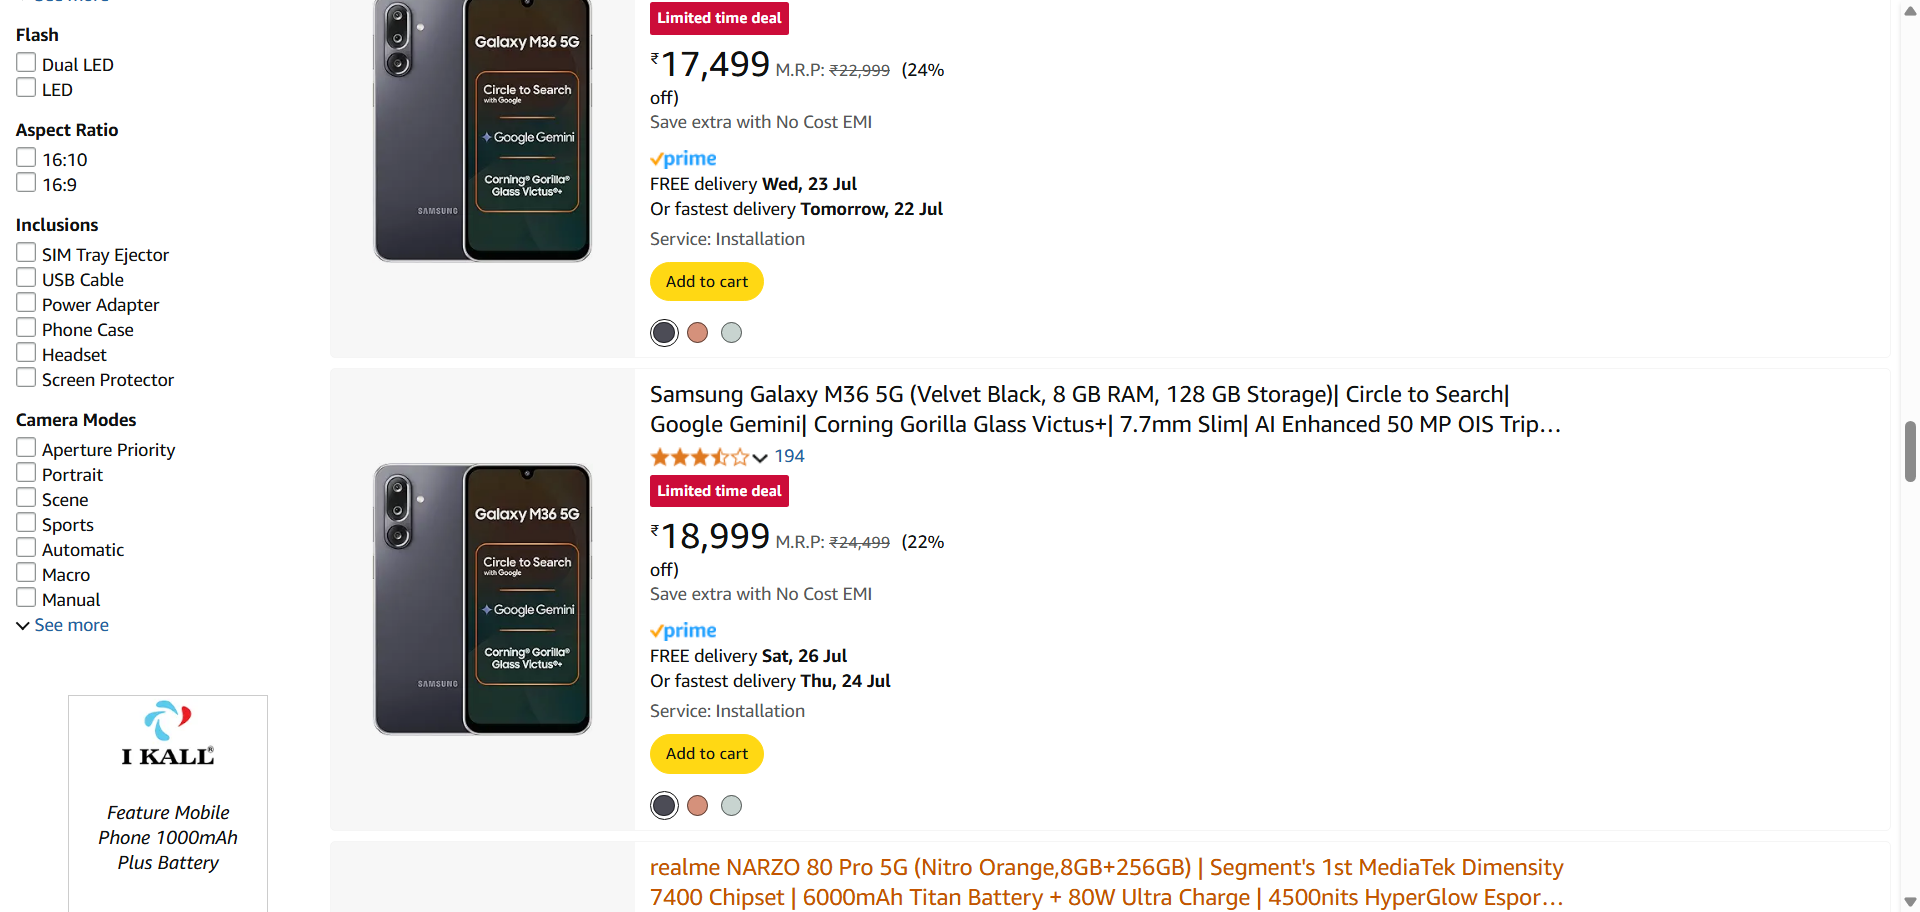 See more
Flash
Dual LED
LED
Aspect Ratio
16:10
16:9
Inclusions
SIM Tray Ejector
USB Cable
Power Adapter
Phone Case
Headset
Screen Protector
Camera Modes
Aperture Priority
Portrait
Scene
Sports
Automatic
Macro
Manual
See more
I KALL®
Feature Mobile
Phone 1000mAh
Plus Battery
Galaxy M36 5G
Circle to Search
with Google
Google Gemini
Corning® Gorilla®
Glass Victus®+
SAMSUNG
Limited time deal
₹17,499 M.R.P: ₹22,999 (24%
off)
Save extra with No Cost EMI
prime
FREE delivery Wed, 23 Jul
Or fastest delivery Tomorrow, 22 Jul
Service: Installation
Add to cart
Galaxy M36 5G
Circle to Search
with Google
Google Gemini
Corning® Gorilla®
Glass Victus®+
SAMSUNG
Samsung Galaxy M36 5G (Velvet Black, 8 GB RAM, 128 GB Storage)| Circle to Search|
Google Gemini| Corning Gorilla Glass Victus+| 7.7mm Slim| AI Enhanced 50 MP OIS Trip…
194
Limited time deal
₹18,999 M.R.P: ₹24,499 (22%
off)
Save extra with No Cost EMI
prime
FREE delivery Sat, 26 Jul
Or fastest delivery Thu, 24 Jul
Service: Installation
Add to cart
realme NARZO 80 Pro 5G (Nitro Orange,8GB+256GB) | Segment's 1st MediaTek Dimensity
7400 Chipset | 6000mAh Titan Battery + 80W Ultra Charge | 4500nits HyperGlow Espor…